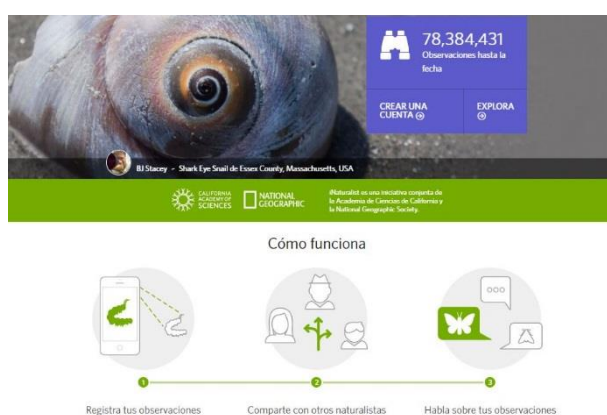 78,384,431
Observaciones hasta la
fecha
CREAR UNA
CUENTA
EXPLORA
BJ Stacey - Shark Eye Snail de Essex County, Massachusetts, USA
CALIFORNIA
ACADEMY OF
SCIENCES
NATIONAL
GEOGRAPHIC
iNaturalist es una iniciativa conjunta de
la Academia de Ciencias de California y
la National Geographic Society.
Cómo funciona
1
2
3
Registra tus observaciones
Comparte con otros naturalistas
Habla sobre tus observaciones